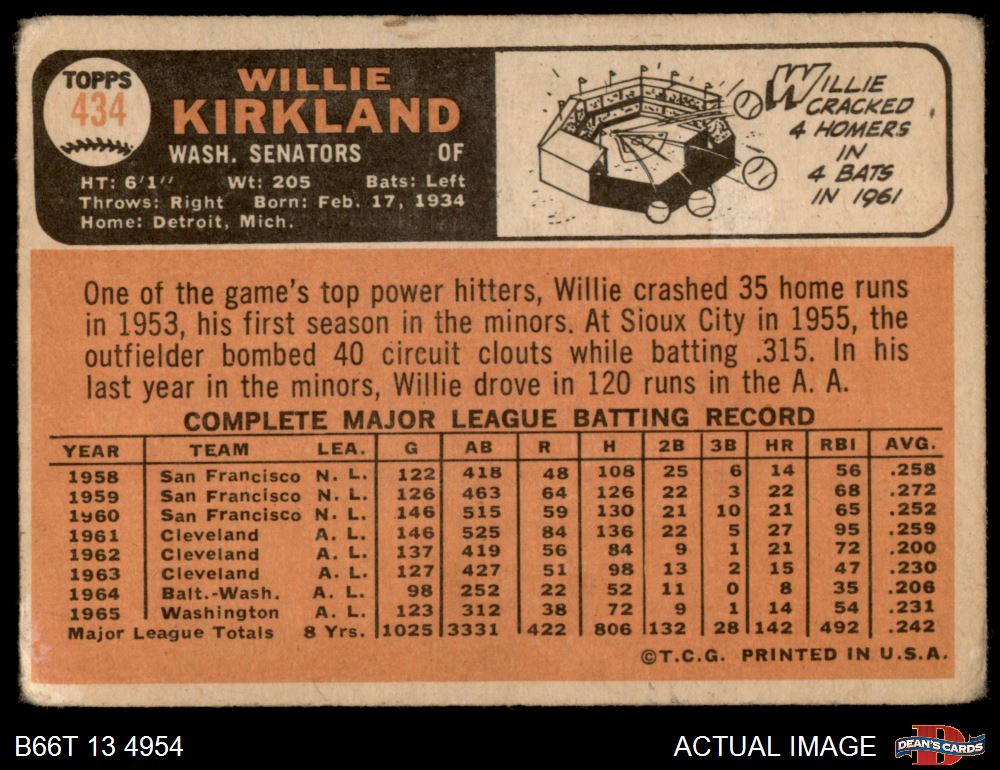 TOPPS
434
WILLIE
KIRKLAND
WASH. SENATORS OF
HT: 6'1" Wt: 205 Bats: Left
Throws: Right Born: Feb. 17, 1934
Home: Detroit, Mich.
WILLIE
CRACKED
4 HOMERS
IN
4 BATS
IN 1961
One of the game's top power hitters, Willie crashed 35 home runs
in 1953, his first season in the minors. At Sioux City in 1955, the
outfielder bombed 40 circuit clouts while batting .315. In his
last year in the minors, Willie drove in 120 runs in the A. A.
COMPLETE MAJOR LEAGUE BATTING RECORD
YEAR TEAM LEA. G AB R H 2B 3B HR RBI AVG.
1958 San Francisco N. L. 122 418 48 108 25 6 14 56 .258
1959 San Francisco N. L. 126 463 64 126 22 3 22 68 .272
1960 San Francisco N. L. 146 515 59 130 21 10 21 65 .252
1961 Cleveland A. L. 146 525 84 136 22 5 27 95 .259
1962 Cleveland A. L. 137 419 56 84 9 1 21 72 .200
1963 Cleveland A. L. 127 427 51 98 13 2 15 47 .230
1964 Balt.-Wash. A. L. 98 252 22 52 11 0 8 35 .206
1965 Washington A. L. 123 312 38 72 9 1 14 54 .231
Major League Totals 8 Yrs. 1025 3331 422 806 132 28 142 492 .242
©T.C.G. PRINTED IN U.S.A.
B66T 13 4954
ACTUAL IMAGE
D
DEAN'S CARDS